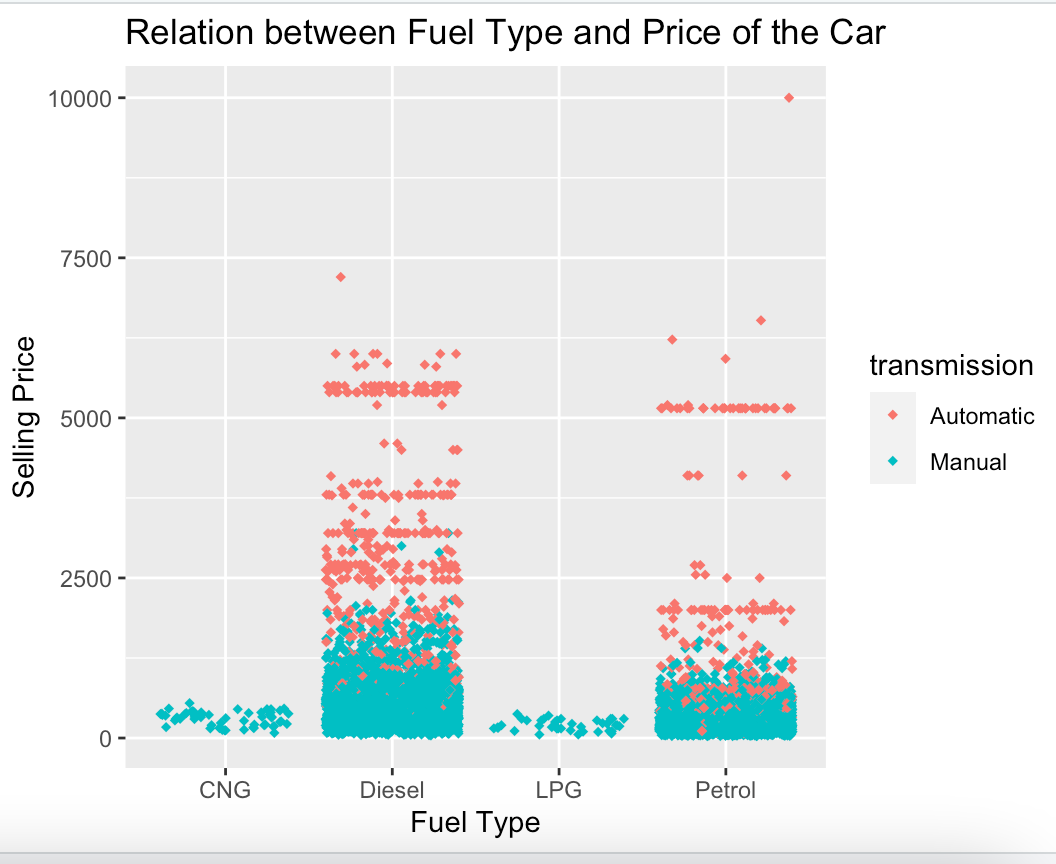 Relation between Fuel Type and Price of the Car
10000
7500
5000
2500
0
Selling Price
CNG
Diesel
LPG
Petrol
Fuel Type
transmission
Automatic
Manual